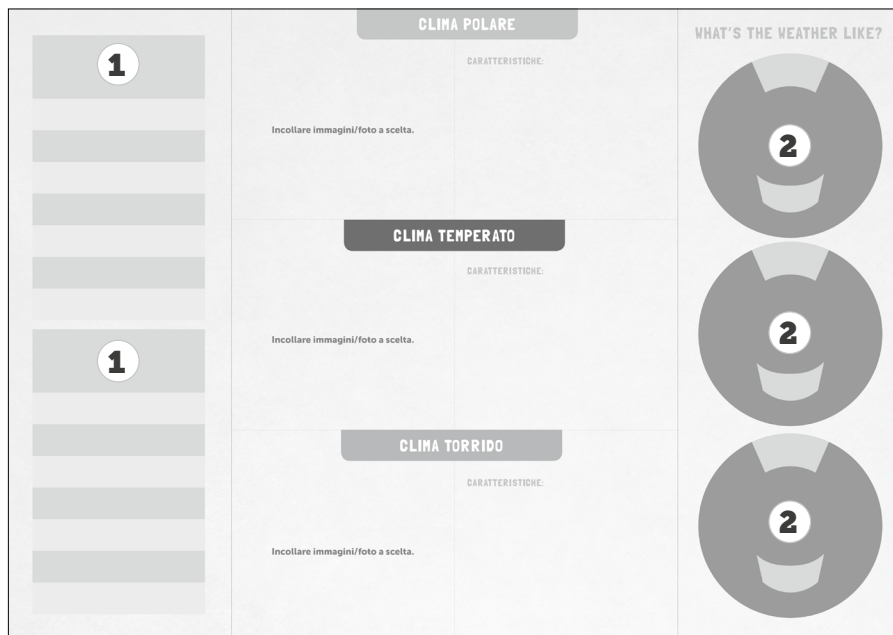 1
1
CLIMA POLARE
CARATTERISTICHE:
Incollare immagini/foto a scelta.
CLIMA TEMPERATO
CARATTERISTICHE:
Incollare immagini/foto a scelta.
CLIMA TORRIDO
CARATTERISTICHE:
Incollare immagini/foto a scelta.
WHAT'S THE WEATHER LIKE?
2
2
2